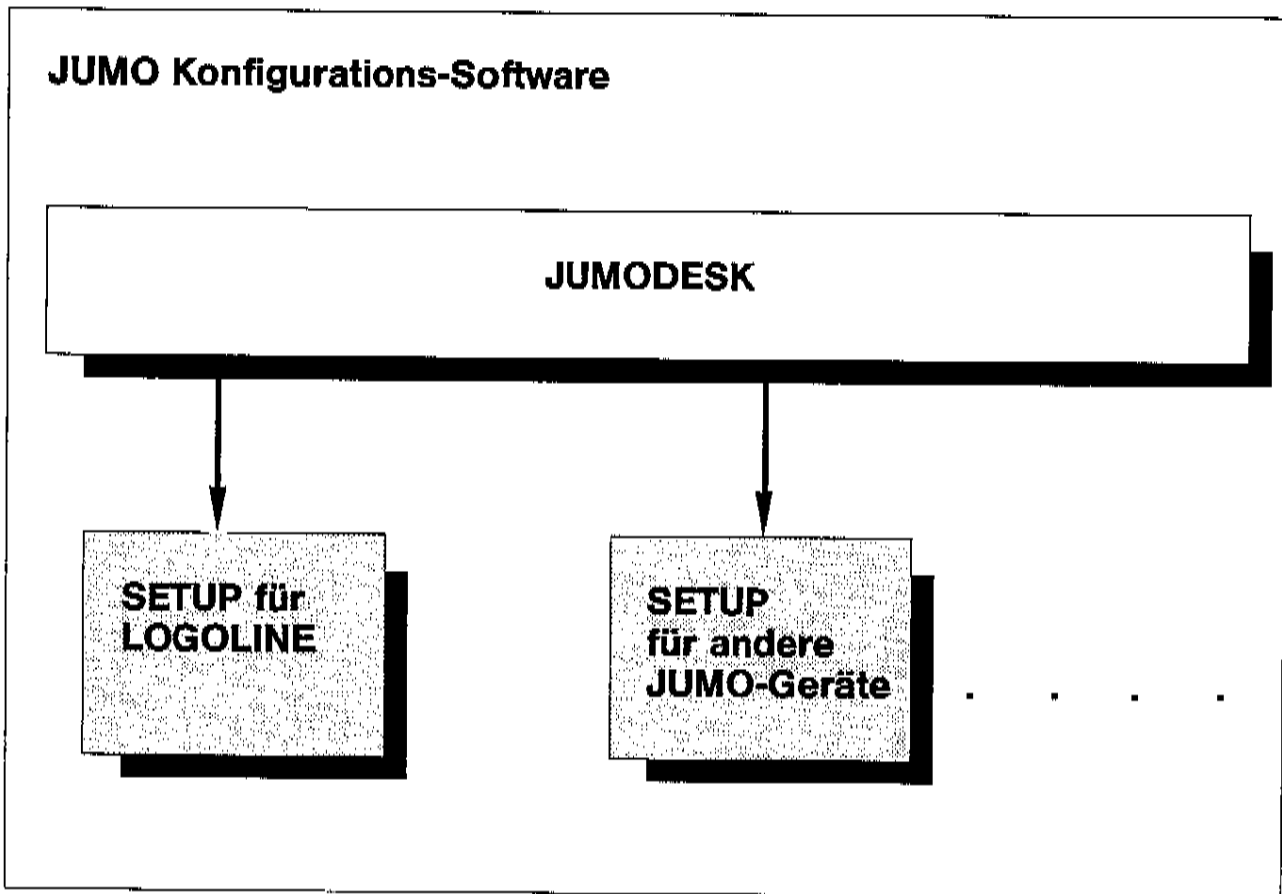 JUMO Konfigurations-Software
JUMODESK
SETUP für
LOGOLINE
SETUP
für andere
JUMO-Geräte
. . . .